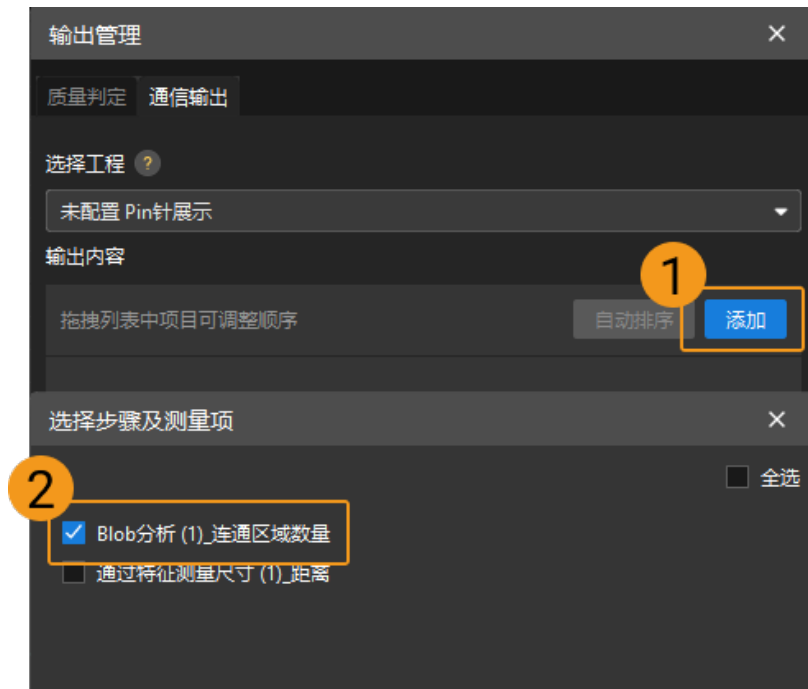 输出管理
质量判定 通信输出
选择工程 ?
未配置 Pin针展示
输出内容
1
拖拽列表中项目可调整顺序 自动排序 添加
选择步骤及测量项
全选
2
Blob分析 (1)_连通区域数量
通过特征测量尺寸 (1)_距离